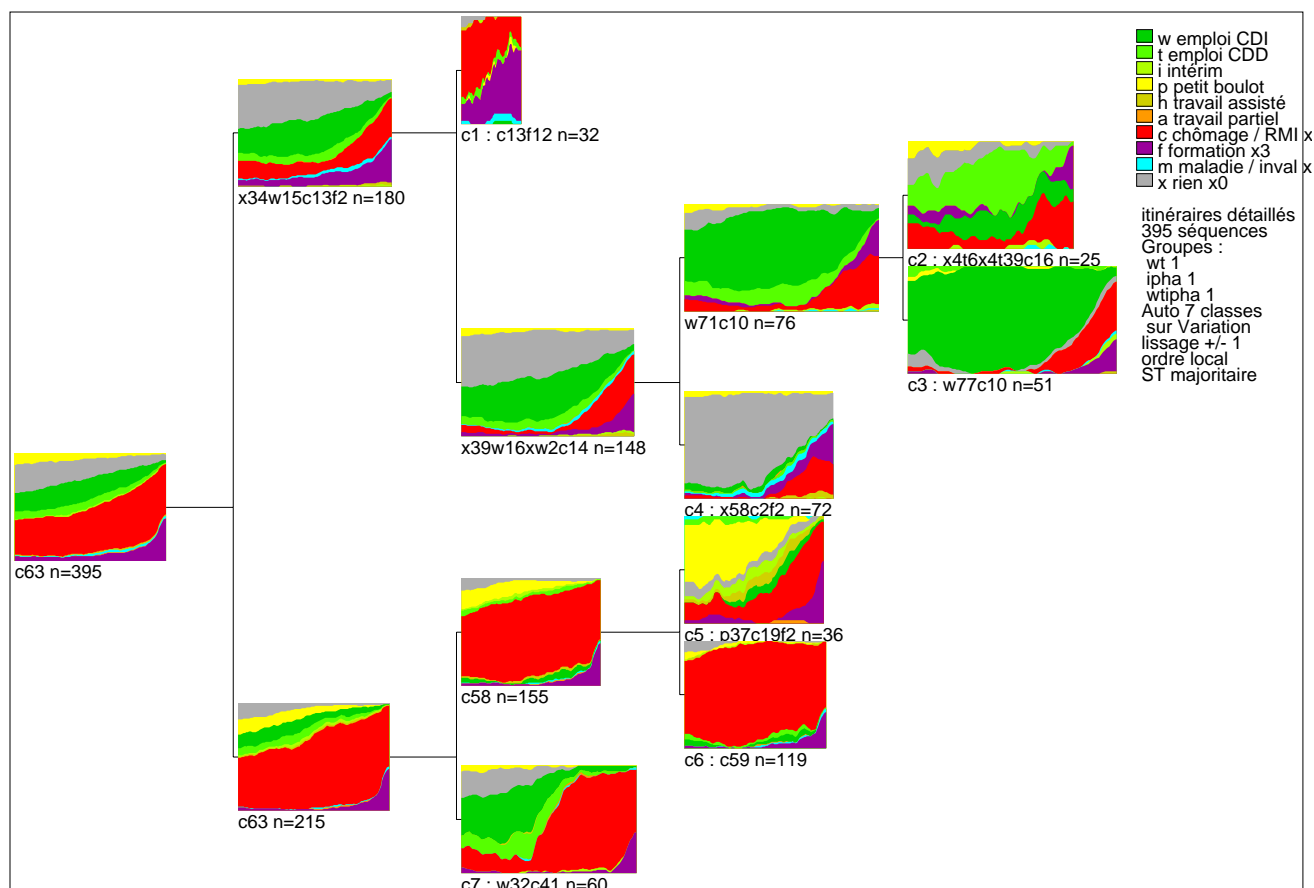 w emploi CDI
t emploi CDD
i intérim
p petit boulot
h travail assisté
a travail partiel
c chômage / RMI x
f formation x3
m maladie / inval x
x rien x0
itinéraires détaillés
395 séquences
Groupes :
wt 1
ipha 1
wtipha 1
Auto 7 classes
sur Variation
lissage +/- 1
ordre local
ST majoritaire
c1 : c13f12 n=32
x34w15c13f2 n=180
c2 : x4t6x4t39c16 n=25
w71c10 n=76
c3 : w77c10 n=51
x39w16xw2c14 n=148
c4 : x58c2f2 n=72
c63 n=395
c5 : p37c19f2 n=36
c58 n=155
c6 : c59 n=119
c63 n=215
c7 : w32c41 n=60